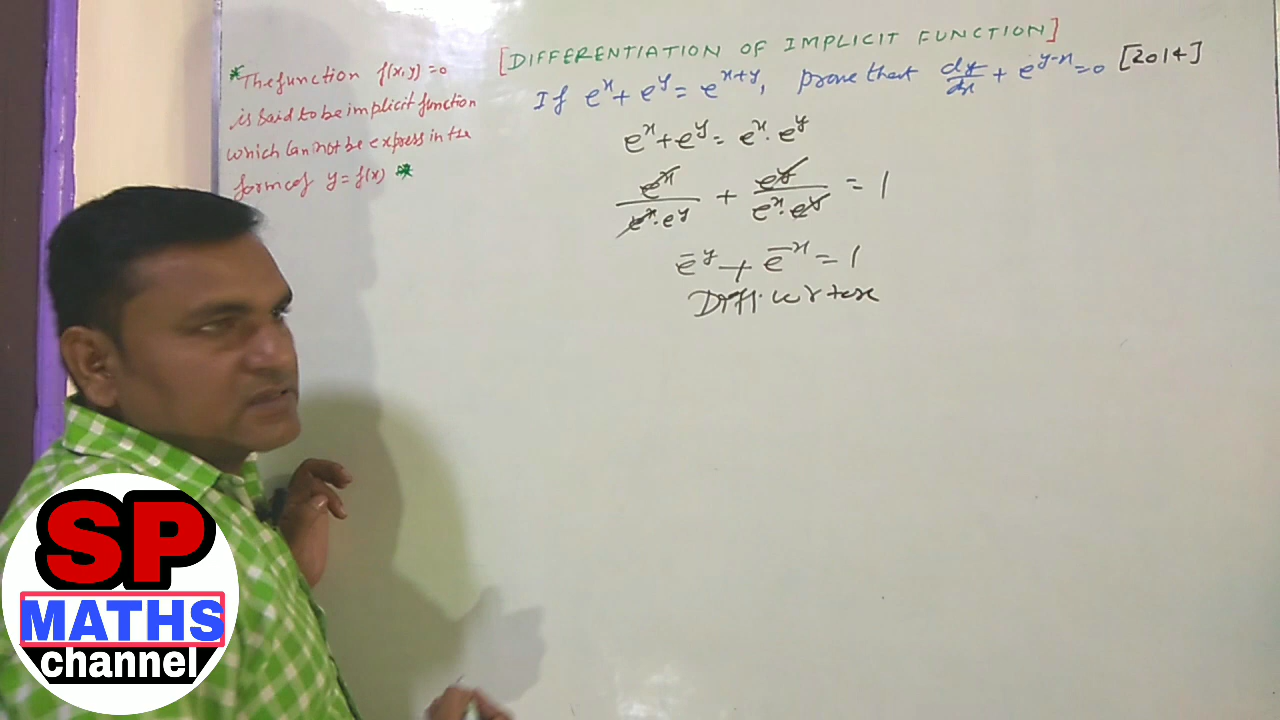 [DIFFERENTIATION OF IMPLICIT FUNCTION]
*The function f(x,y)=0
is said to be implicit function
which can not be express in the
form of y=f(x) *
If e^x + e^y = e^{x+y}, prove that dy/dx + e^{y-x} = 0 [2014]
e^x + e^y = e^x · e^y
e^x/(e^x · e^y) + e^y/(e^x · e^y) = 1
e^{-y} + e^{-x} = 1
Diff. w r to x
SP
MATHS
channel